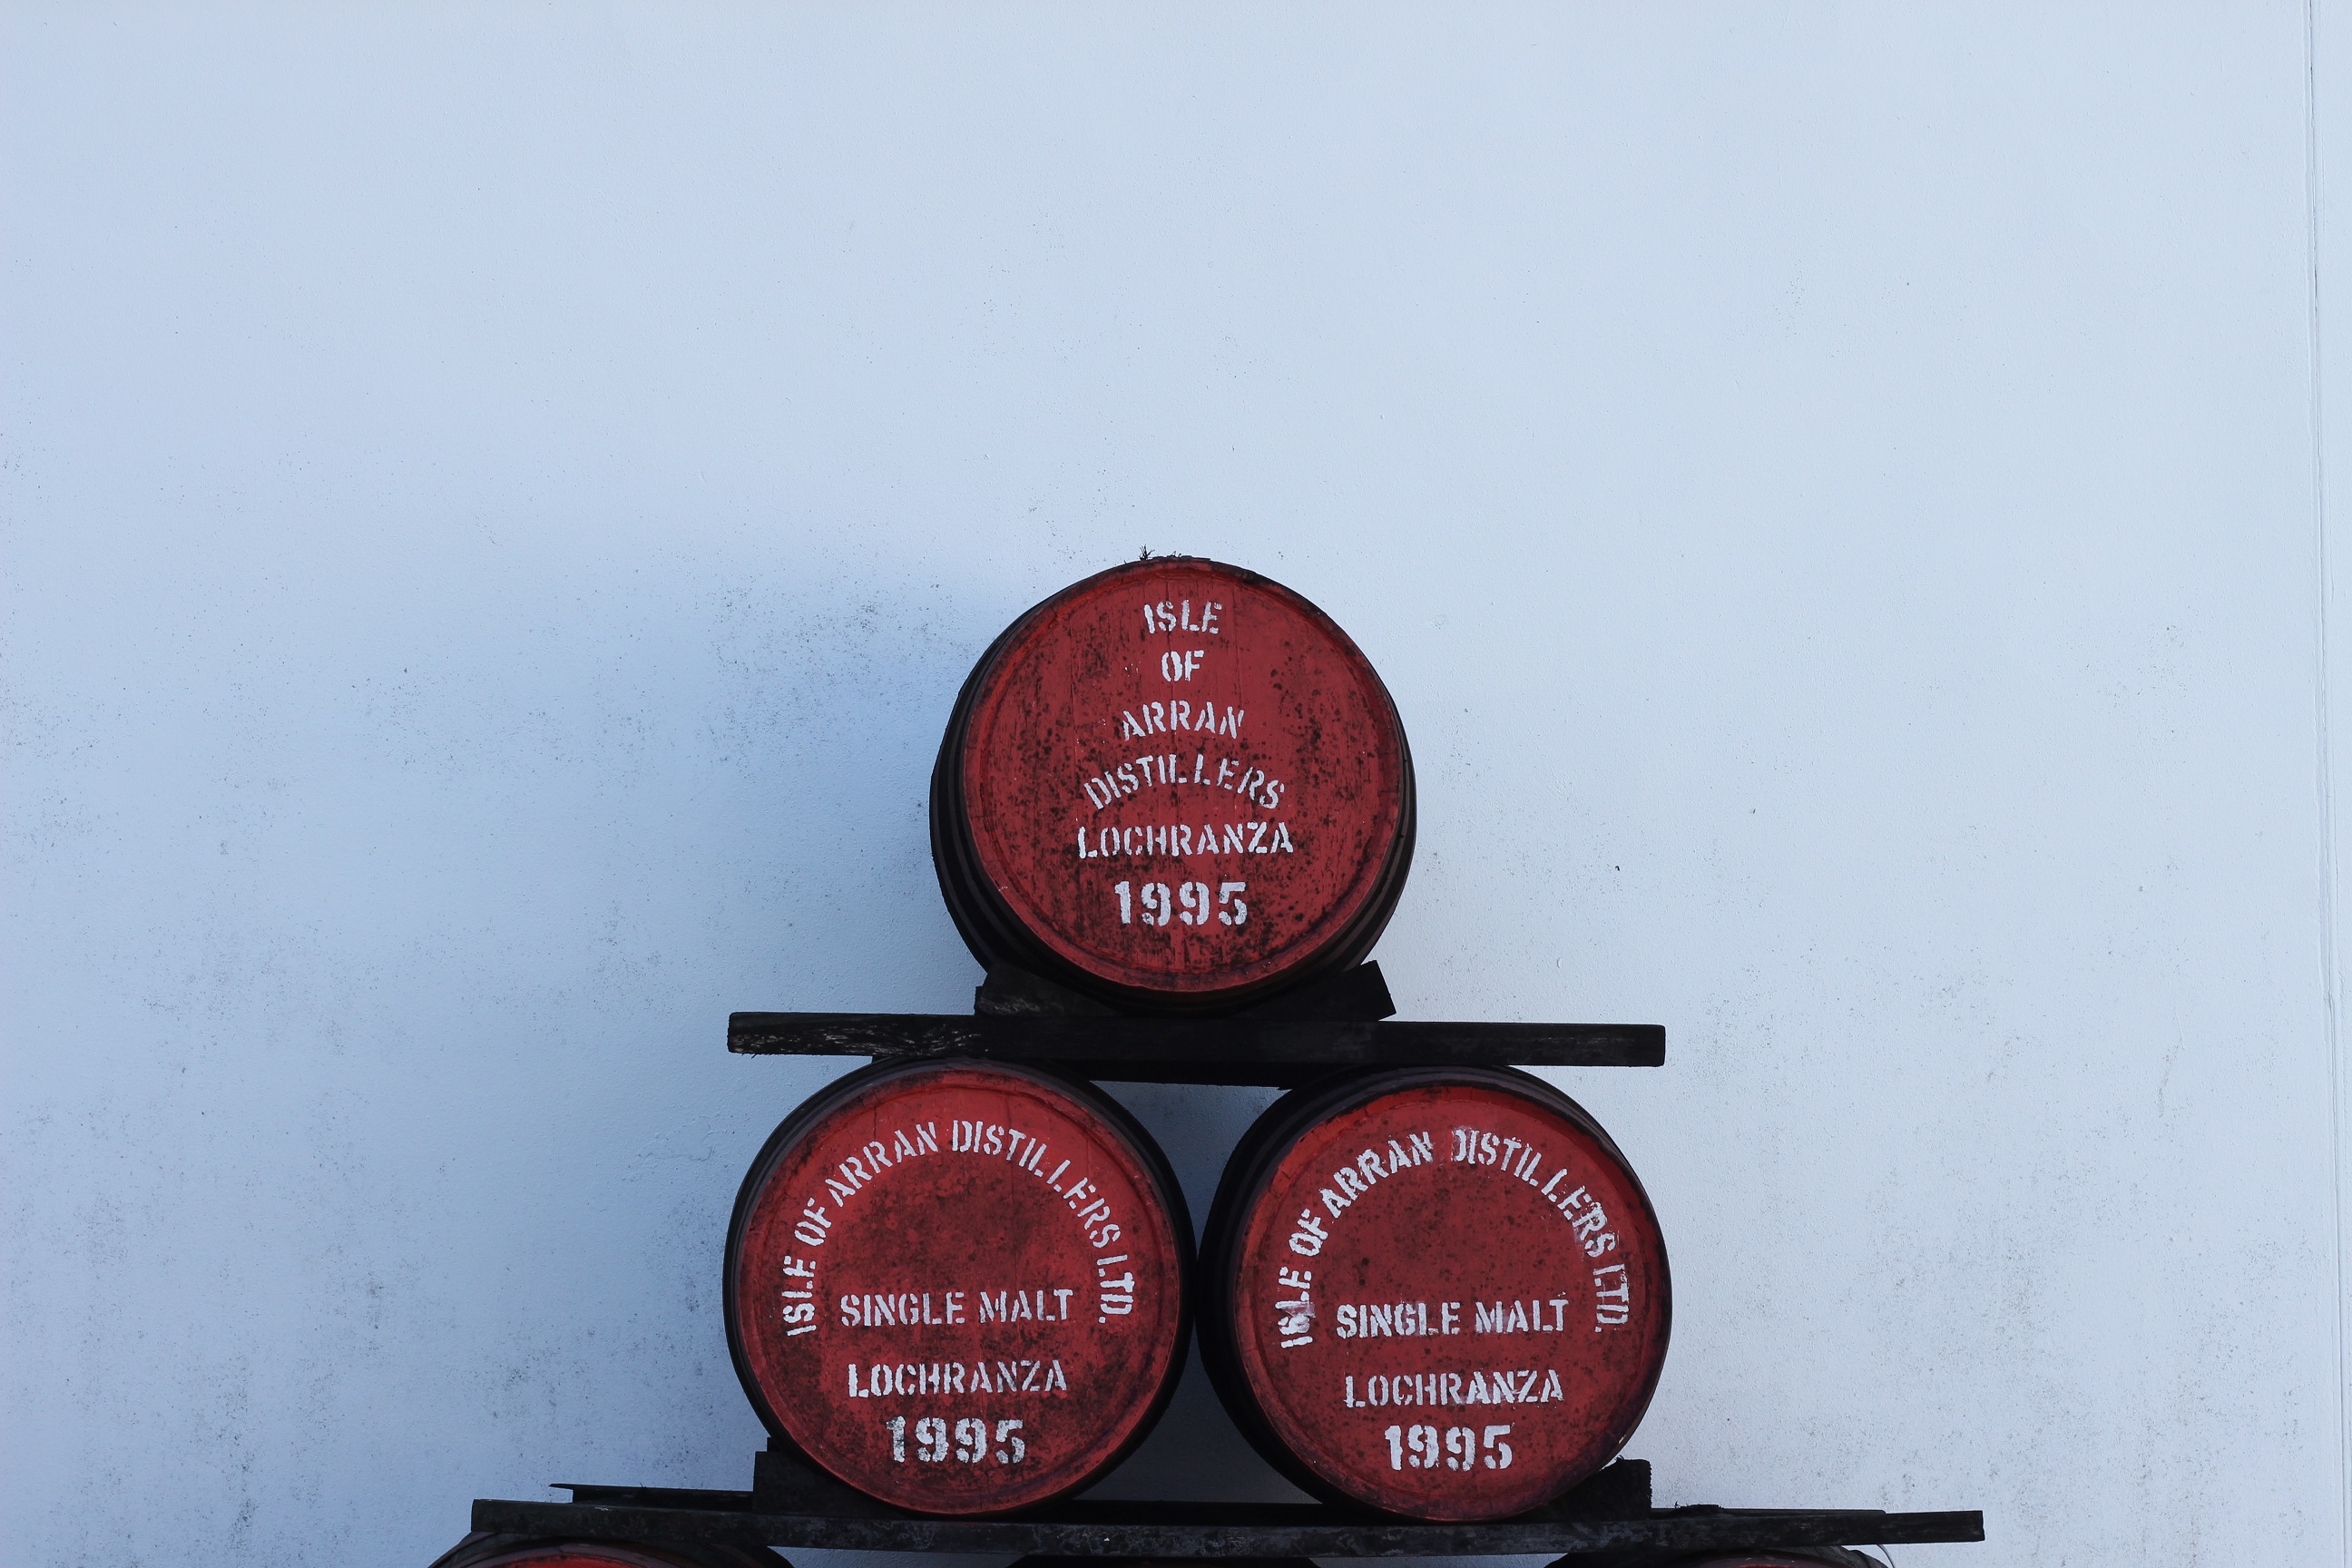 ISLE
OF
ARRAN
DISTILLERS
LOCHRANZA
1995
ISLE OF ARRAN DISTILLERS LTD.
SINGLE MALT
LOCHRANZA
1995
ISLE OF ARRAN DISTILLERS LTD.
SINGLE MALT
LOCHRANZA
1995